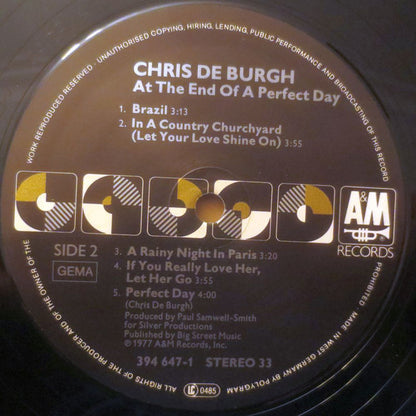 WORK REPRODUCED RESERVED · UNAUTHORISED COPYING, HIRING, LENDING, PUBLIC PERFORMANCE AND BROADCASTING OF THIS RECORD
PROHIBITED · MADE IN WEST GERMANY BY POLYGRAM
ALL RIGHTS OF THE PRODUCER AND OF THE OWNER OF THE
CHRIS DE BURGH
At The End Of A Perfect Day
1. Brazil 3:13
2. In A Country Churchyard
(Let Your Love Shine On) 3:55
A&M
RECORDS
SIDE 2
GEMA
3. A Rainy Night In Paris 3:20
4. If You Really Love Her,
Let Her Go 3:55
5. Perfect Day 4:00
(Chris De Burgh)
Produced by Paul Samwell-Smith
for Silver Productions
Published by Big Street Music
℗ 1977 A&M Records, Inc.
394 647-1 STEREO 33
LC 0485